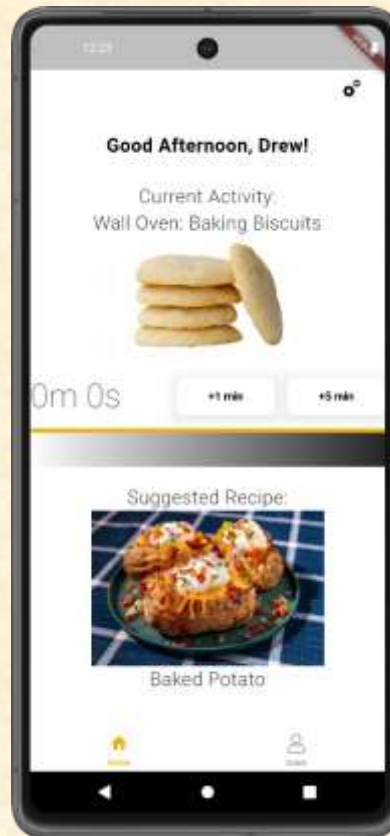 Good Afternoon, Drew!
Current Activity:
Wall Oven: Baking Biscuits
0m 0s
+1 min
+5 min
Suggested Recipe:
Baked Potato